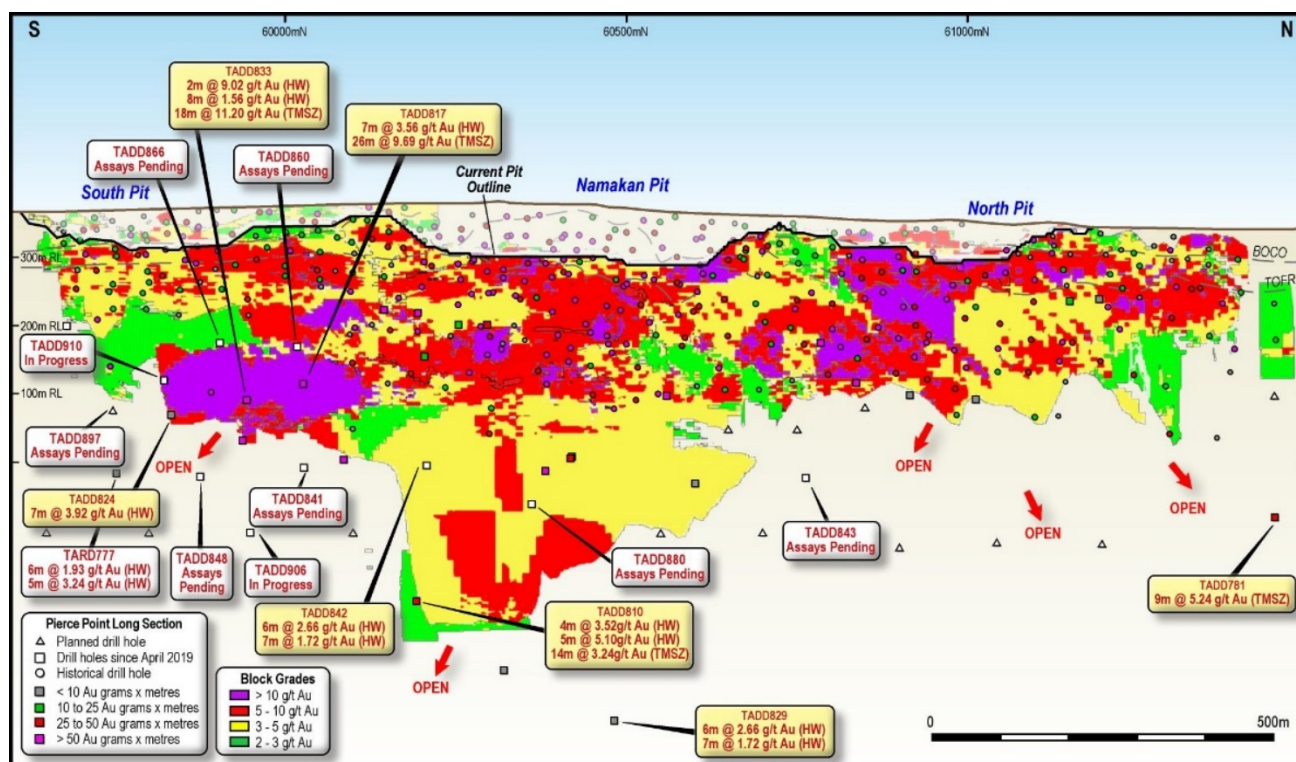 S
60000mN
60500mN
61000mN
N
TADD833
2m @ 9.02 g/t Au (HW)
8m @ 1.56 g/t Au (HW)
18m @ 11.20 g/t Au (TMSZ)
TADD817
7m @ 3.56 g/t Au (HW)
26m @ 9.69 g/t Au (TMSZ)
TADD866
Assays Pending
TADD860
Assays Pending
South Pit
Current Pit
Outline
Namakan Pit
North Pit
300m RL
BOCO
TOFR
200m RL
TADD910
In Progress
100m RL
TADD897
Assays Pending
OPEN
OPEN
OPEN
OPEN
TADD824
7m @ 3.92 g/t Au (HW)
TADD841
Assays Pending
TADD843
Assays Pending
TARD777
6m @ 1.93 g/t Au (HW)
5m @ 3.24 g/t Au (HW)
TADD848
Assays
Pending
TADD906
In Progress
TADD880
Assays Pending
TADD781
9m @ 5.24 g/t Au (TMSZ)
TADD842
6m @ 2.66 g/t Au (HW)
7m @ 1.72 g/t Au (HW)
TADD810
4m @ 3.52g/t Au (HW)
5m @ 5.10g/t Au (HW)
14m @ 3.24g/t Au (TMSZ)
OPEN
TADD829
6m @ 2.66 g/t Au (HW)
7m @ 1.72 g/t Au (HW)
Pierce Point Long Section
Planned drill hole
Drill holes since April 2019
Historical drill hole
< 10 Au grams x metres
10 to 25 Au grams x metres
25 to 50 Au grams x metres
> 50 Au grams x metres
Block Grades
> 10 g/t Au
5 - 10 g/t Au
3 - 5 g/t Au
2 - 3 g/t Au
0
500m